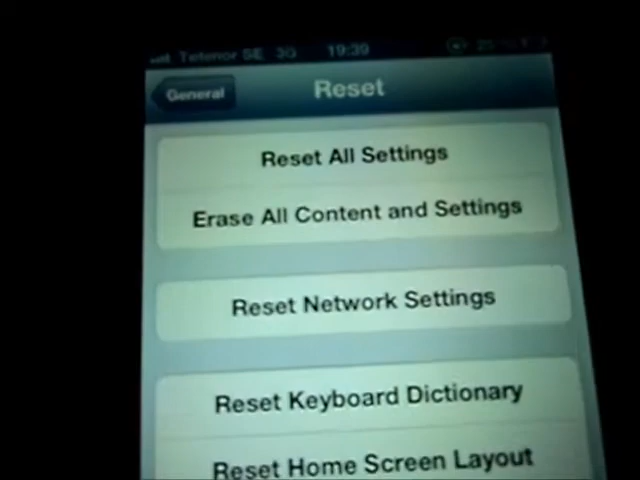 Telenor SE 3G 19:39
General
Reset
Reset All Settings
Erase All Content and Settings
Reset Network Settings
Reset Keyboard Dictionary
Reset Home Screen Layout